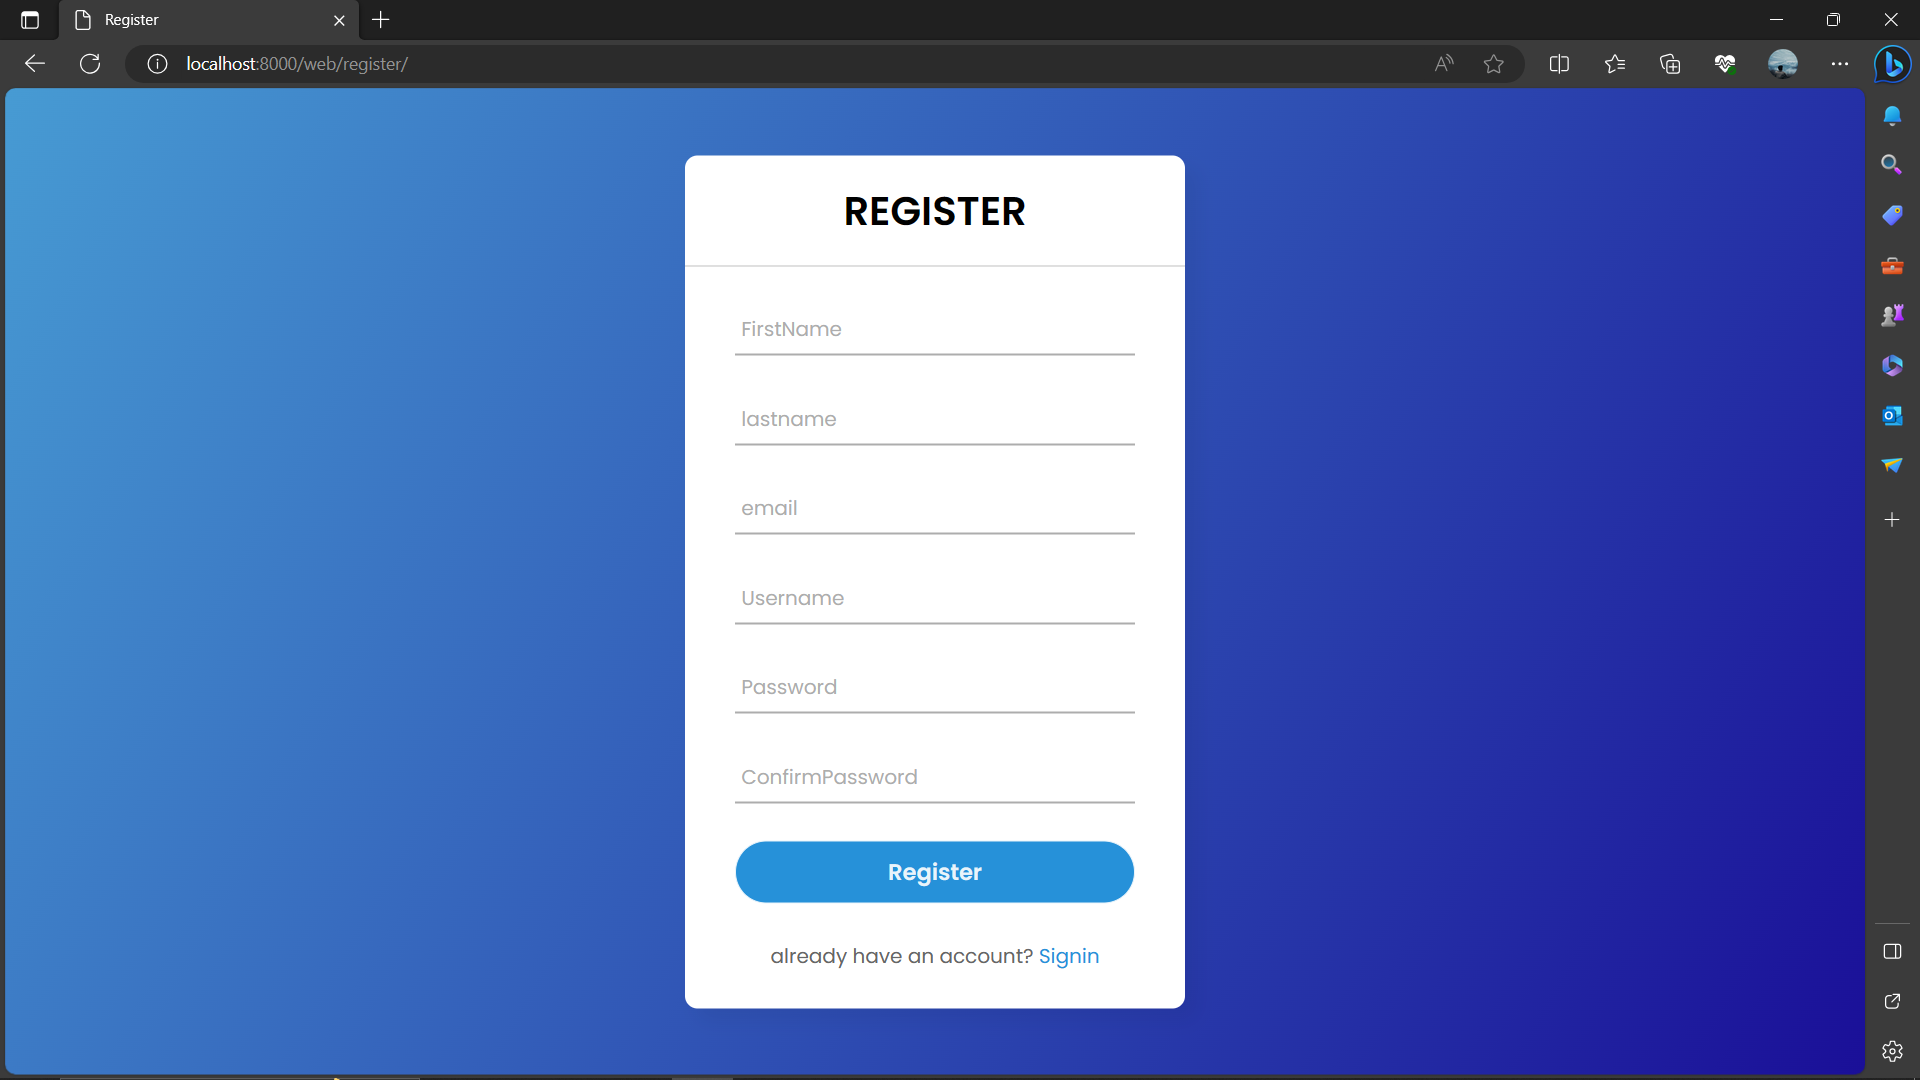 Register
localhost:8000/web/register/
REGISTER
FirstName
lastname
email
Username
Password
ConfirmPassword
Register
already have an account? Signin